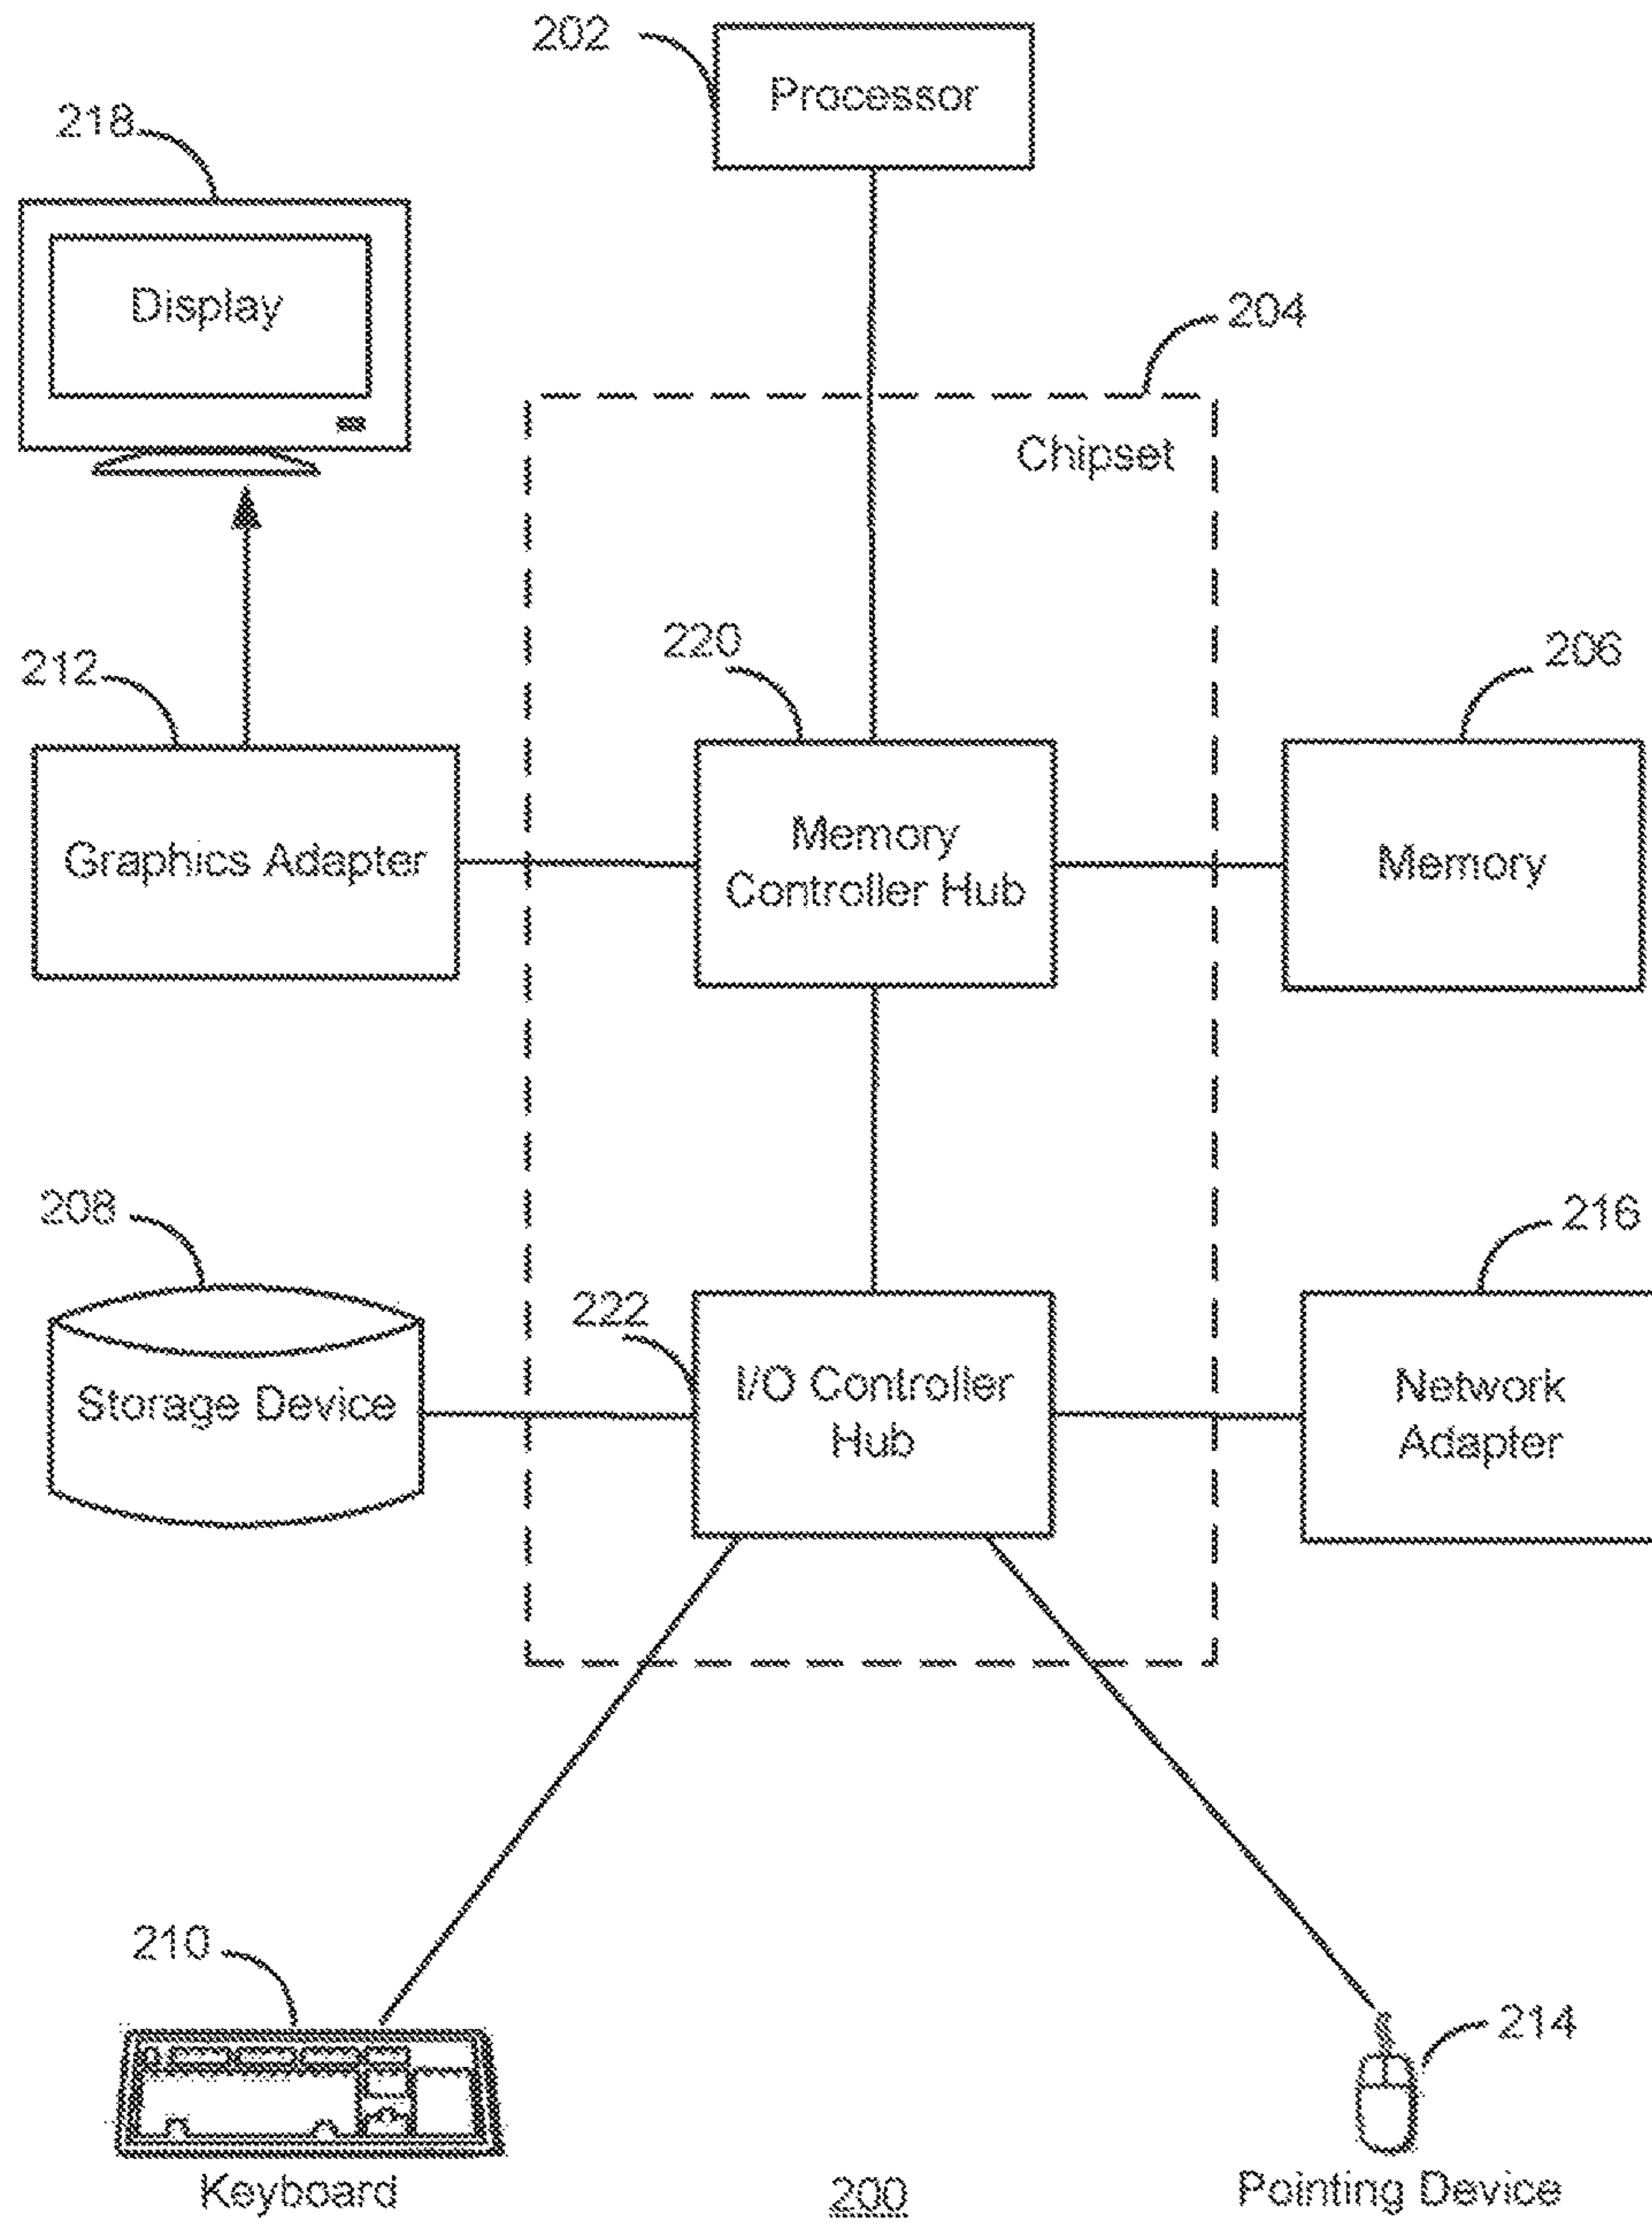 202
Processor
218
Display
204
Chipset
212
220
206
Graphics Adapter
Memory
Controller Hub
Memory
208
222
216
Storage Device
I/O Controller
Hub
Network
Adapter
210
214
Keyboard
200
Pointing Device